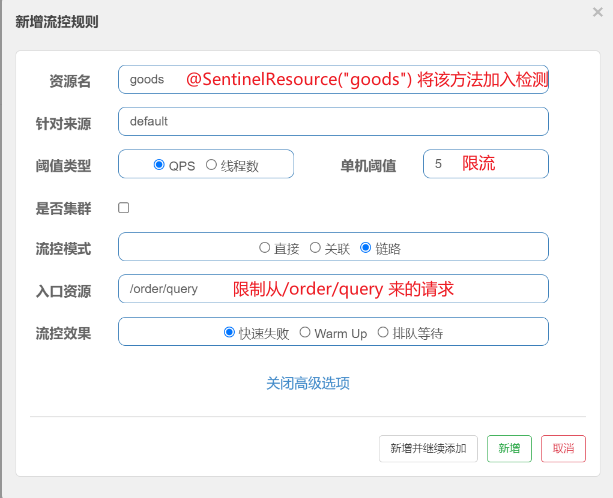 新增流控规则 ×
资源名 goods @SentinelResource("goods") 将该方法加入检测
针对来源 default
阈值类型 QPS 线程数 单机阈值 5 限流
是否集群
流控模式 直接 关联 链路
入口资源 /order/query 限制从/order/query 来的请求
流控效果 快速失败 Warm Up 排队等待
关闭高级选项
新增并继续添加 新增 取消